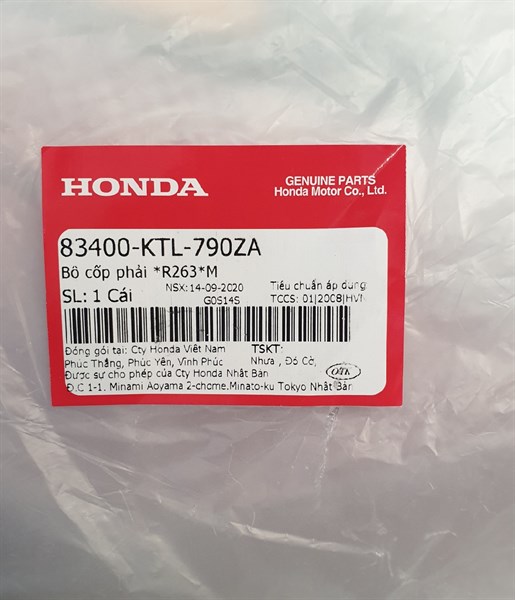 HONDA
GENUINE PARTS
Honda Motor Co., Ltd.
83400-KTL-790ZA
Bô cốp phải *R263*M
NSX:14-09-2020
Tiêu chuẩn áp dụng
SL: 1 Cái
G0S14S
TCCS: 01|20C8|HVN
Đóng gói tại: Cty Honda Việt Nam
TSKT:
Phúc Thắng, Phúc Yên, Vĩnh Phúc
Nhựa , Đỏ Cờ,
Được sự cho phép của Cty Honda Nhật Bản
Đ.C 1-1. Minami Aoyama 2-chome.Minato-ku Tokyo Nhật Bản